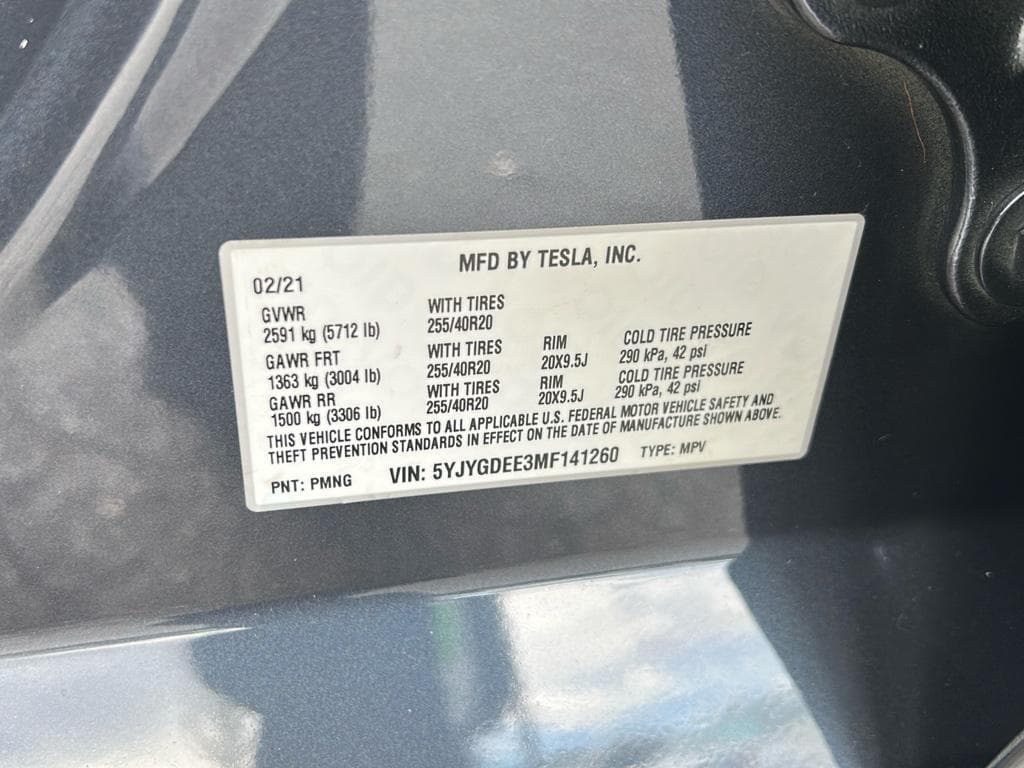 MFD BY TESLA, INC.
02/21
GVWR WITH TIRES
2591 kg (5712 lb) 255/40R20
GAWR FRT WITH TIRES RIM COLD TIRE PRESSURE
1363 kg (3004 lb) 255/40R20 20X9.5J 290 kPa, 42 psi
GAWR RR WITH TIRES RIM COLD TIRE PRESSURE
1500 kg (3306 lb) 255/40R20 20X9.5J 290 kPa, 42 psi
THIS VEHICLE CONFORMS TO ALL APPLICABLE U.S. FEDERAL MOTOR VEHICLE SAFETY AND
THEFT PREVENTION STANDARDS IN EFFECT ON THE DATE OF MANUFACTURE SHOWN ABOVE.
PNT: PMNG VIN: 5YJYGDEE3MF141260 TYPE: MPV